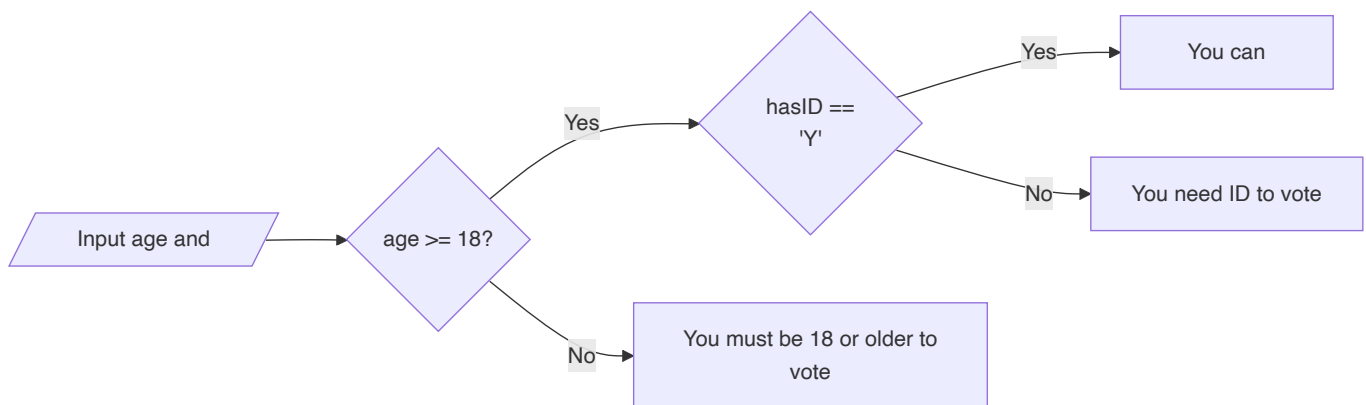 Input age and
age >= 18?
Yes
No
hasID ==
'Y'
Yes
No
You can
You need ID to vote
You must be 18 or older to
vote